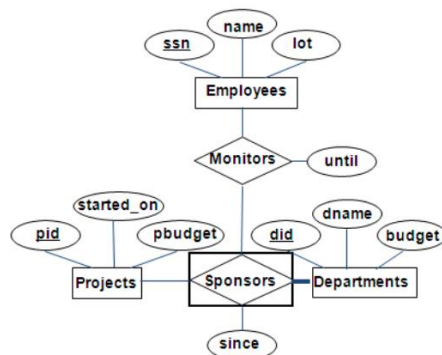 name
ssn
lot
Employees
Monitors
until
started_on
dname
pid
pbudget
did
budget
Projects
Sponsors
Departments
since